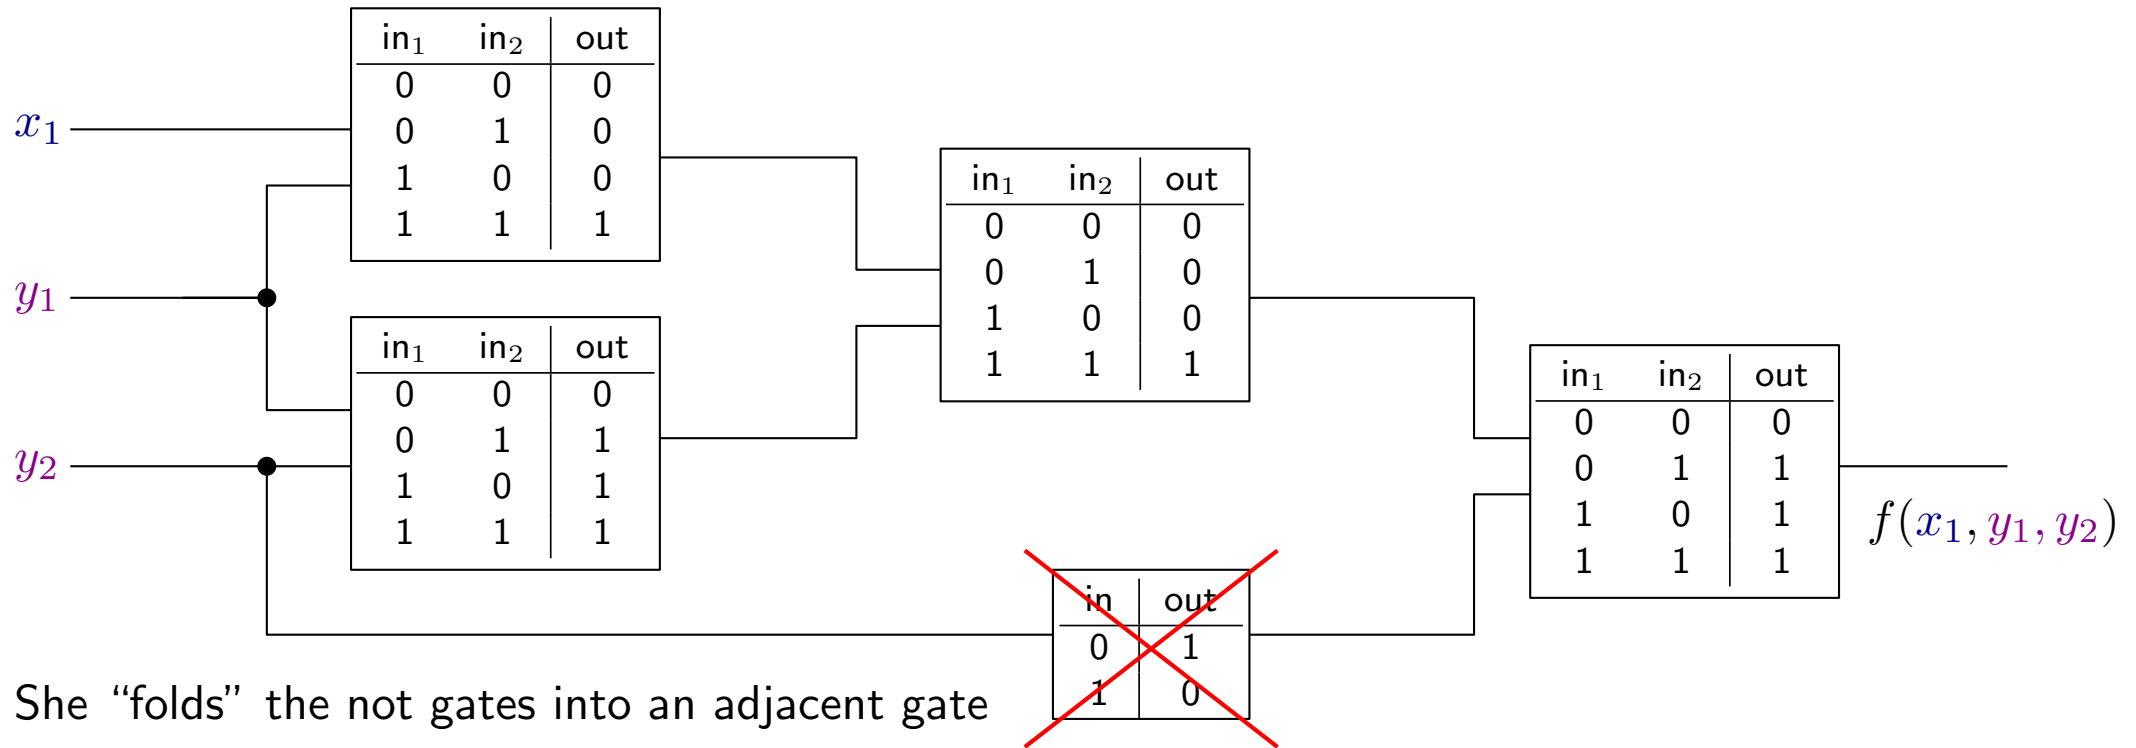 in₁ in₂ out
0 0 0
0 1 0
1 0 0
1 1 1
x₁
y₁
y₂
in₁ in₂ out
0 0 0
0 1 1
1 0 1
1 1 1
in₁ in₂ out
0 0 0
0 1 0
1 0 0
1 1 1
in out
0 1
1 0
in₁ in₂ out
0 0 0
0 1 1
1 0 1
1 1 1
f(x₁, y₁, y₂)
She “folds” the not gates into an adjacent gate